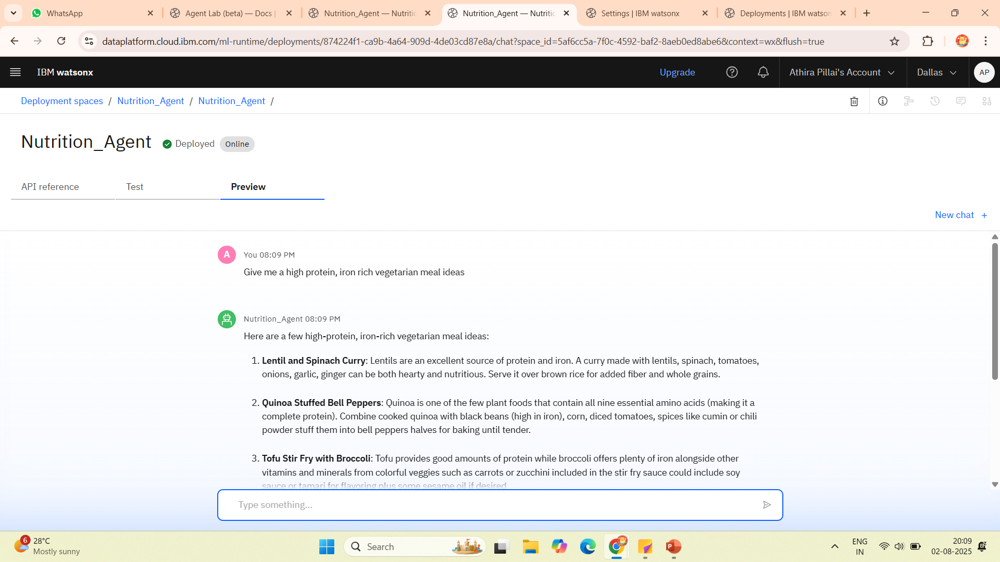 WhatsApp
Agent Lab (beta) — Docs |
Nutrition_Agent — Nutritic
Nutrition_Agent — Nutritic
Settings | IBM watsonx
Deployments | IBM watson
dataplatform.cloud.ibm.com/ml-runtime/deployments/874224f1-ca9b-4a64-909d-4de03cd87e8a/chat?space_id=5af6cc5a-7f0c-4592-baf2-8aeb0ed8abe6&context=wx&flush=true
IBM watsonx
Upgrade
Athira Pillai's Account
Dallas
AP
Deployment spaces / Nutrition_Agent / Nutrition_Agent /
Nutrition_Agent
Deployed
Online
API reference
Test
Preview
New chat +
A
You 08:09 PM
Give me a high protein, iron rich vegetarian meal ideas
Nutrition_Agent 08:09 PM
Here are a few high-protein, iron-rich vegetarian meal ideas:
1. Lentil and Spinach Curry: Lentils are an excellent source of protein and iron. A curry made with lentils, spinach, tomatoes,
onions, garlic, ginger can be both hearty and nutritious. Serve it over brown rice for added fiber and whole grains.
2. Quinoa Stuffed Bell Peppers: Quinoa is one of the few plant foods that contain all nine essential amino acids (making it a
complete protein). Combine cooked quinoa with black beans (high in iron), corn, diced tomatoes, spices like cumin or chili
powder stuff them into bell peppers halves for baking until tender.
3. Tofu Stir Fry with Broccoli: Tofu provides good amounts of protein while broccoli offers plenty of iron alongside other
vitamins and minerals from colorful veggies such as carrots or zucchini included in the stir fry sauce could include soy
sauce or tamari for flavoring plus some sesame oil if desired
Type something...
6
28°C
Mostly sunny
Search
P
ENG
IN
20:09
02-08-2025